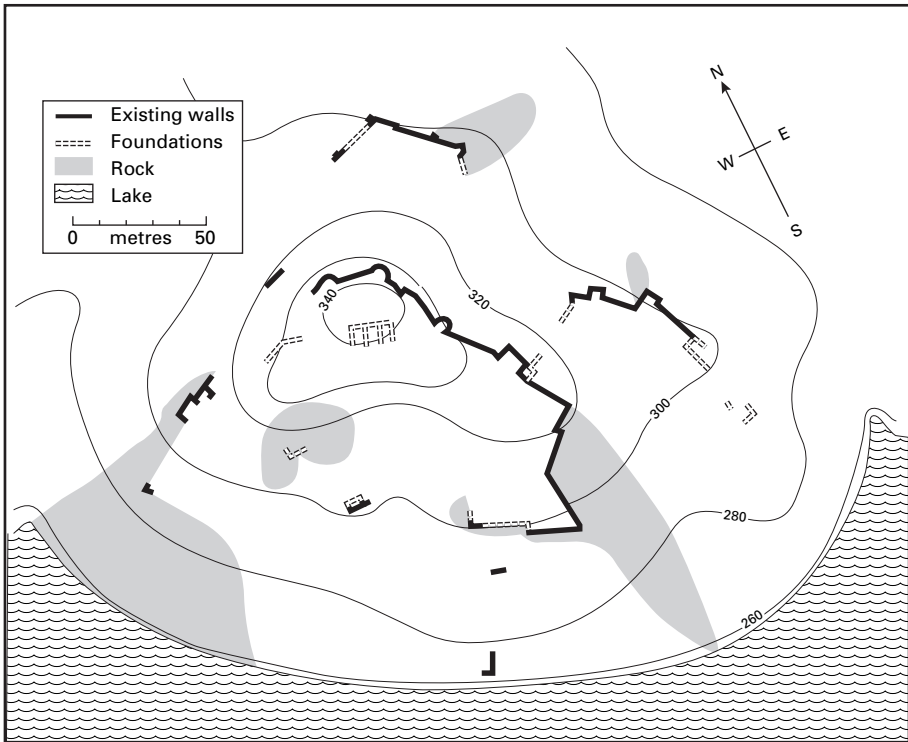 N
E
W
S
Existing walls
Foundations
Rock
Lake
0 metres 50
340
320
300
280
260